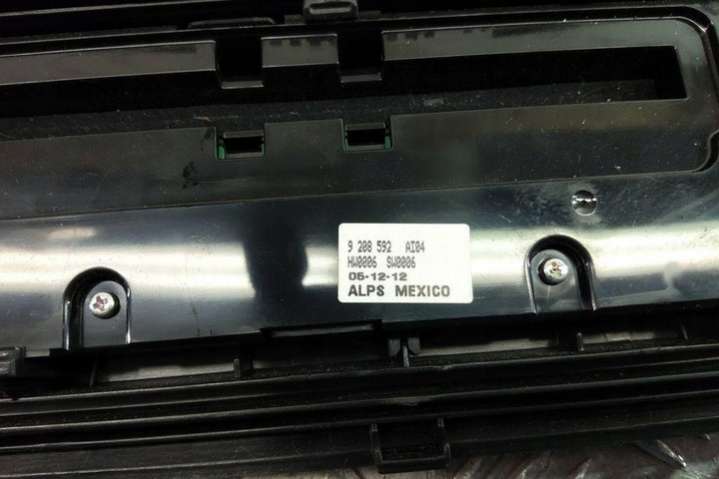 9 208 592 AI04
HW0006 SW0006
06-12-12
ALPS MEXICO